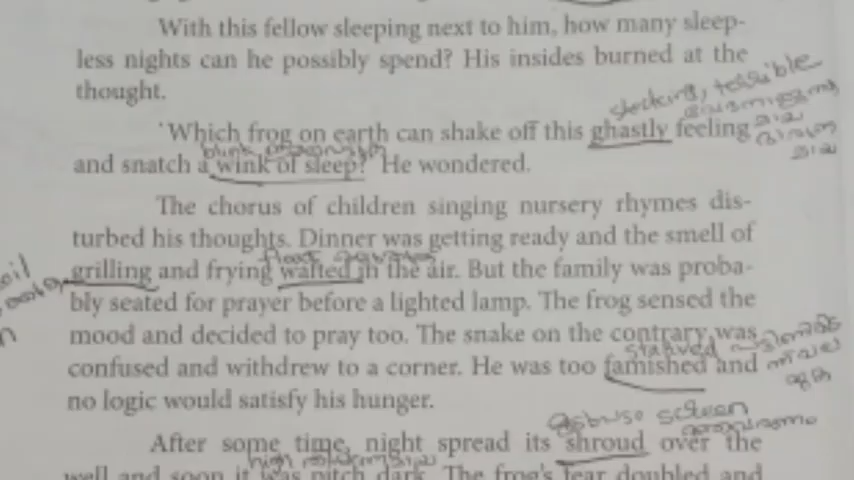 With this fellow sleeping next to him, how many sleep-
less nights can he possibly spend? His insides burned at the
thought.
shocking, terrible
'Which frog on earth can shake off this ghastly feeling
blink
and snatch a wink of sleep?' He wondered.
The chorus of children singing nursery rhymes dis-
turbed his thoughts. Dinner was getting ready and the smell of
float
grilling and frying wafted in the air. But the family was proba-
bly seated for prayer before a lighted lamp. The frog sensed the
mood and decided to pray too. The snake on the contrary was
starved
confused and withdrew to a corner. He was too famished and
no logic would satisfy his hunger.
screen
After some time, night spread its shroud over the
high
well and soon it was pitch dark. The frog's fear doubled and